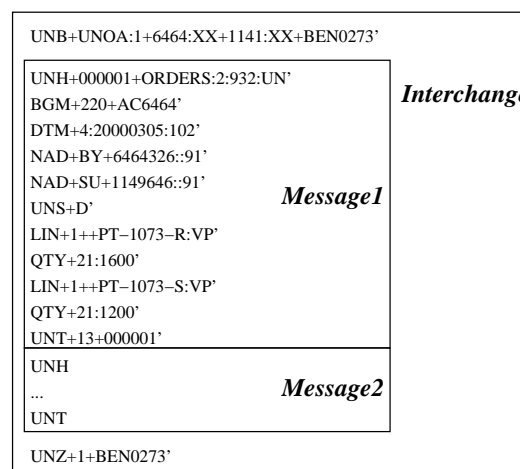 UNB+UNOA:1+6464:XX+1141:XX+BEN0273’
UNH+000001+ORDERS:2:932:UN’
BGM+220+AC6464’
DTM+4:20000305:102’
NAD+BY+6464326::91’
NAD+SU+1149646::91’
UNS+D’
LIN+1++PT−1073−R:VP’
QTY+21:1600’
LIN+1++PT−1073−S:VP’
QTY+21:1200’
UNT+13+000001’
Message1
Interchange
UNH
...
UNT
Message2
UNZ+1+BEN0273’